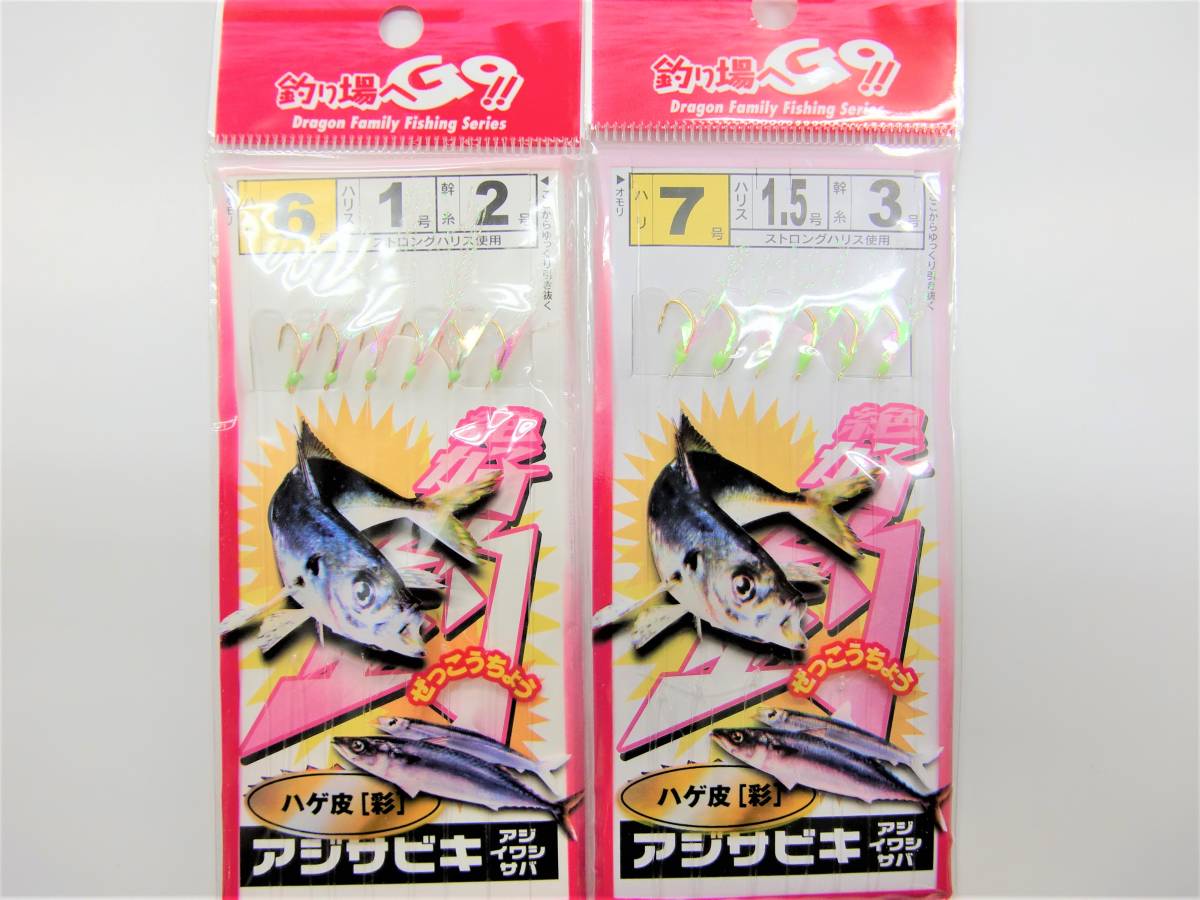 釣り場へGO!!
Dragon Family Fishing Series
ハリ 6号 ハリス 1号 幹糸 2号
ストロングハリス使用
オモリ
ここからゆっくり引き抜く
絶好釣
ぜっこうちょう
ハゲ皮[彩]
アジサビキ
アジ
イワシ
サバ
釣り場へGO!!
Dragon Family Fishing Series
ハリ 7号 ハリス 1.5号 幹糸 3号
ストロングハリス使用
オモリ
ここからゆっくり引き抜く
絶好釣
ぜっこうちょう
ハゲ皮[彩]
アジサビキ
アジ
イワシ
サバ